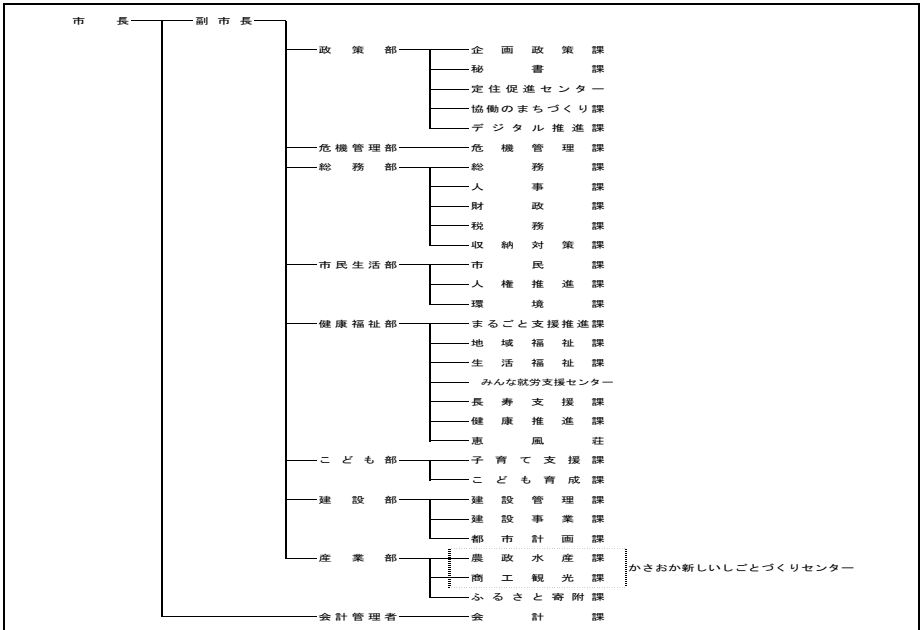 市長 副市長
政策部 企画政策課
秘書課
定住促進センター
協働のまちづくり課
デジタル推進課
危機管理部 危機管理課
総務部 総務課
人事課
財政課
税務課
収納対策課
市民生活部 市民課
人権推進課
環境課
健康福祉部 まるごと支援推進課
地域福祉課
生活福祉課
みんな就労支援センター
長寿支援課
健康推進課
恵風荘
こども部 子育て支援課
こども育成課
建設部 建設管理課
建設事業課
都市計画課
産業部 農政水産課
かさおか新しいしごとづくりセンター
商工観光課
ふるさと寄附課
会計管理者 会計課